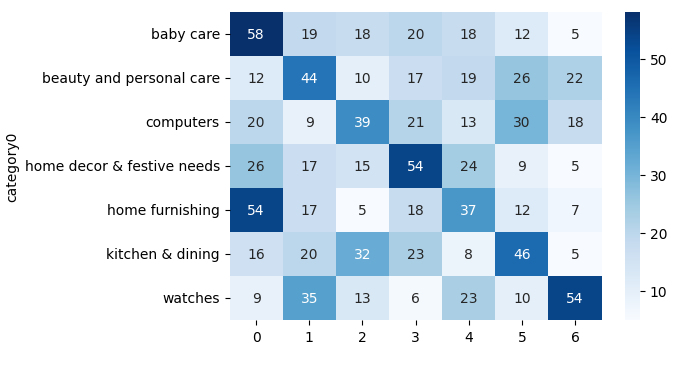 category0
baby care 58 19 18 20 18 12 5
beauty and personal care 12 44 10 17 19 26 22
computers 20 9 39 21 13 30 18
home decor & festive needs 26 17 15 54 24 9 5
home furnishing 54 17 5 18 37 12 7
kitchen & dining 16 20 32 23 8 46 5
watches 9 35 13 6 23 10 54
0 1 2 3 4 5 6
50
40
30
20
10